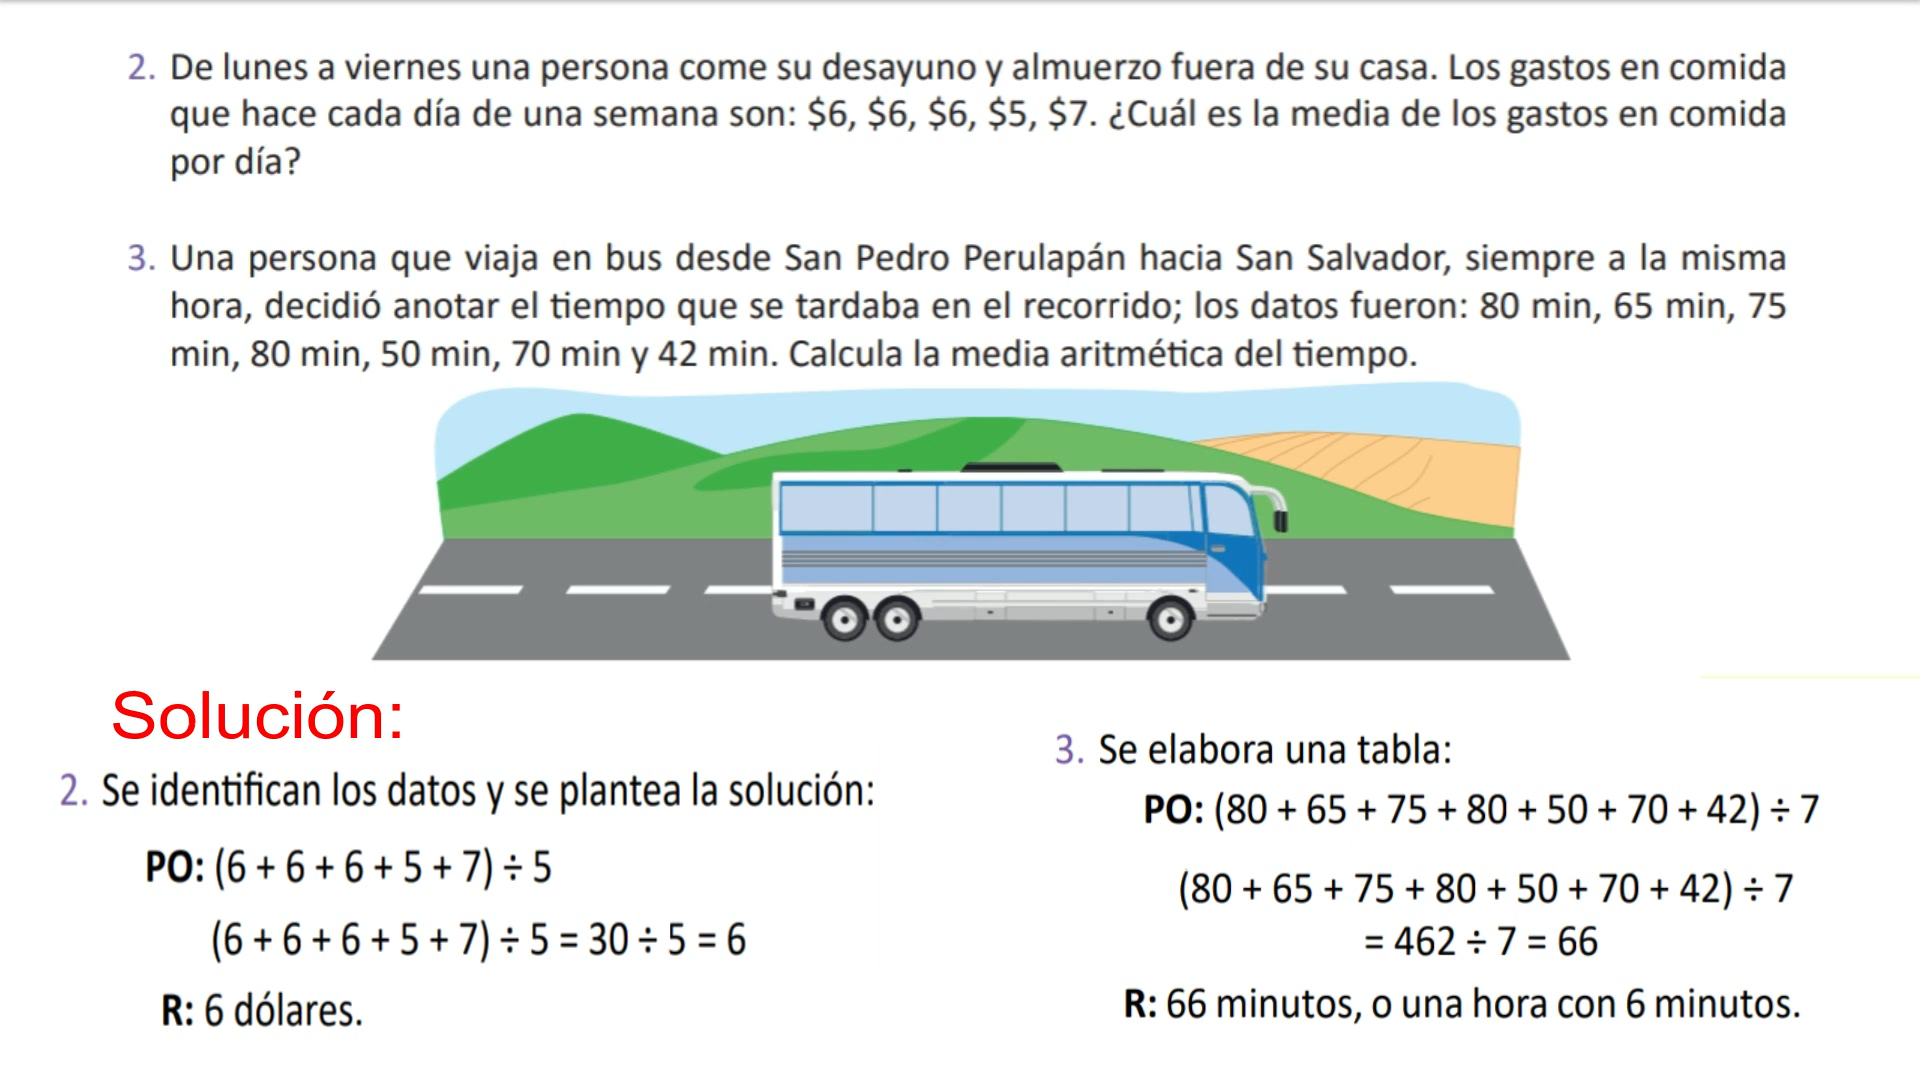 2. De lunes a viernes una persona come su desayuno y almuerzo fuera de su casa. Los gastos en comida
que hace cada día de una semana son: $6, $6, $6, $5, $7. ¿Cuál es la media de los gastos en comida
por día?
3. Una persona que viaja en bus desde San Pedro Perulapán hacia San Salvador, siempre a la misma
hora, decidió anotar el tiempo que se tardaba en el recorrido; los datos fueron: 80 min, 65 min, 75
min, 80 min, 50 min, 70 min y 42 min. Calcula la media aritmética del tiempo.
Solución:
2. Se identifican los datos y se plantea la solución:
PO: (6 + 6 + 6 + 5 + 7) ÷ 5
(6 + 6 + 6 + 5 + 7) ÷ 5 = 30 ÷ 5 = 6
R: 6 dólares.
3. Se elabora una tabla:
PO: (80 + 65 + 75 + 80 + 50 + 70 + 42) ÷ 7
(80 + 65 + 75 + 80 + 50 + 70 + 42) ÷ 7
= 462 ÷ 7 = 66
R: 66 minutos, o una hora con 6 minutos.